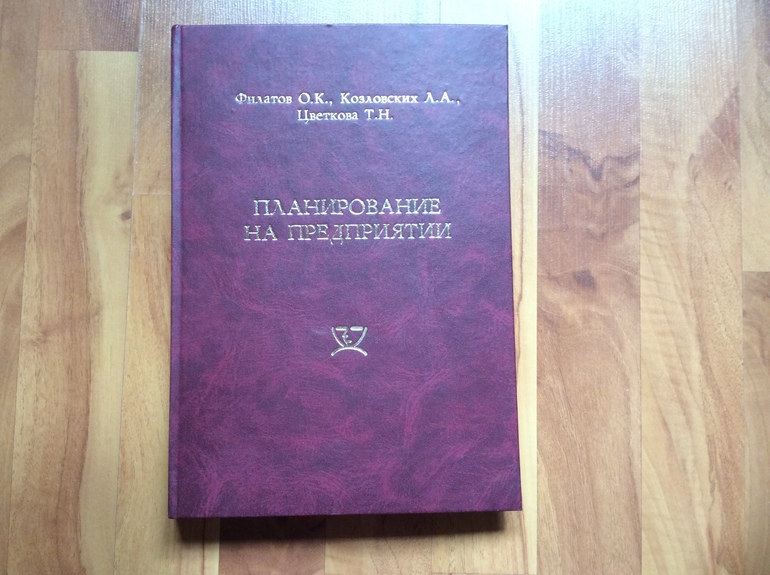 Филатов О.К., Козловских Л.А.,
Цветкова Т.Н.
ПЛАНИРОВАНИЕ
НА ПРЕДПРИЯТИИ